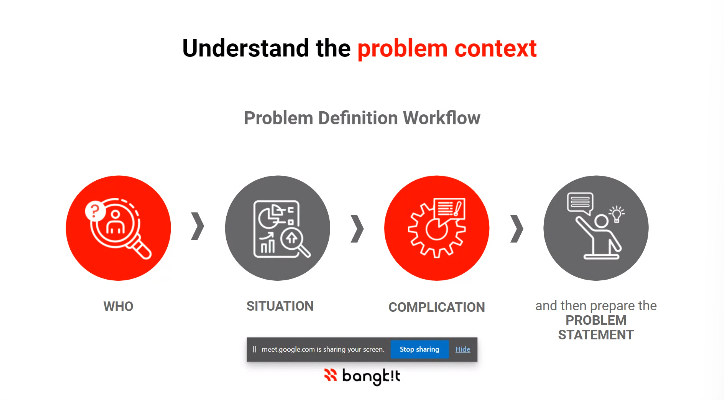 Understand the problem context
Problem Definition Workflow
?
WHO
SITUATION
COMPLICATION
and then prepare the
PROBLEM
STATEMENT
meet.google.com is sharing your screen.
Stop sharing
Hide
bangk!t